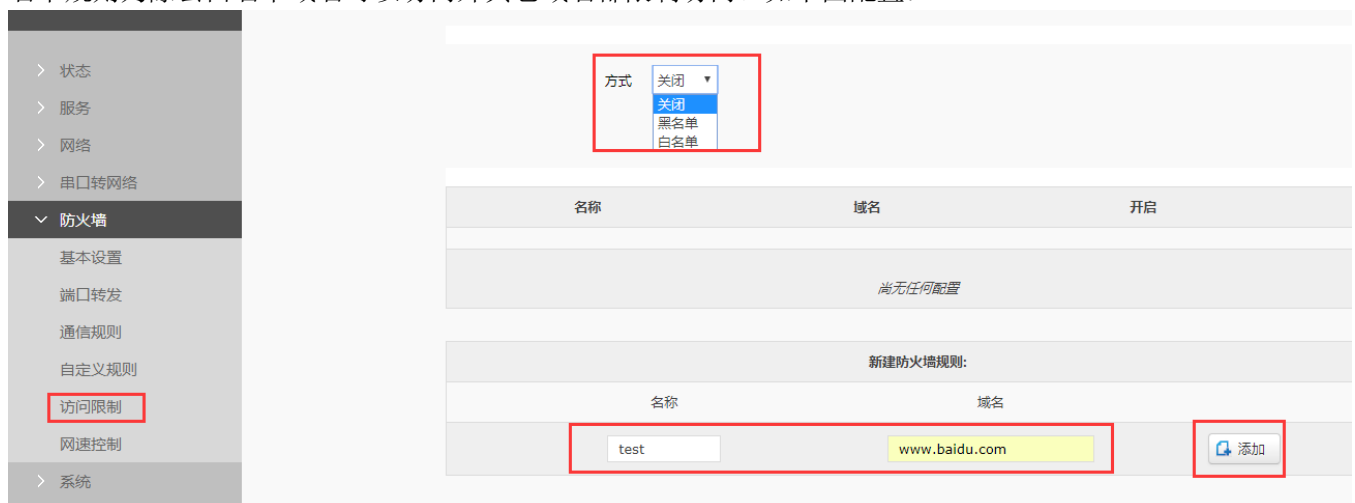 状态
服务
网络
串口转网络
防火墙
基本设置
端口转发
通信规则
自定义规则
访问限制
网速控制
系统
方式 关闭
关闭
黑名单
白名单
名称 域名 开启
尚无任何配置
新建防火墙规则:
名称 域名
test www.baidu.com 添加